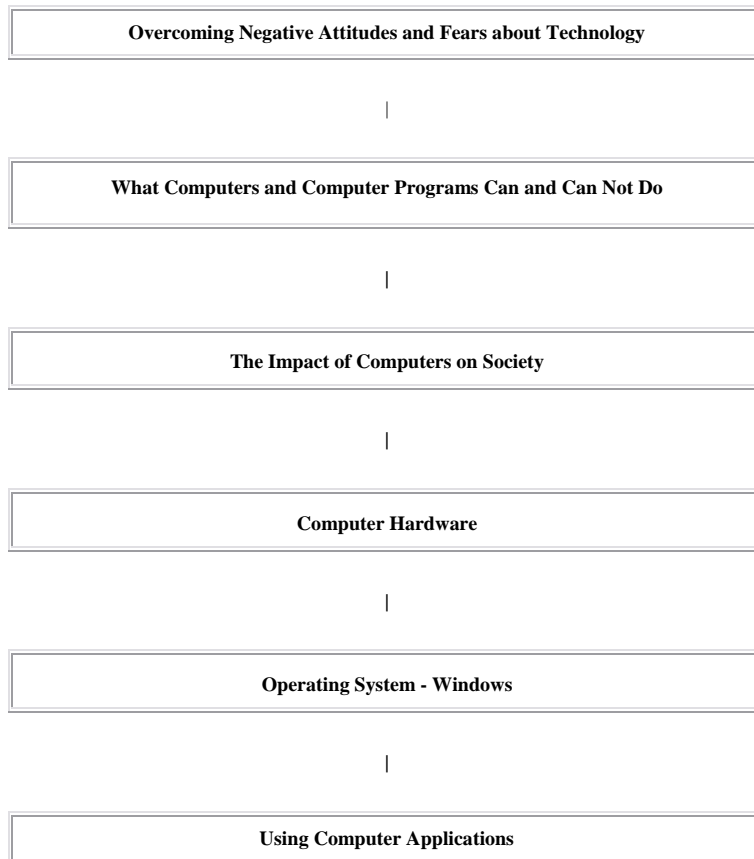 Overcoming Negative Attitudes and Fears about Technology
|
What Computers and Computer Programs Can and Can Not Do
|
The Impact of Computers on Society
|
Computer Hardware
|
Operating System - Windows
|
Using Computer Applications